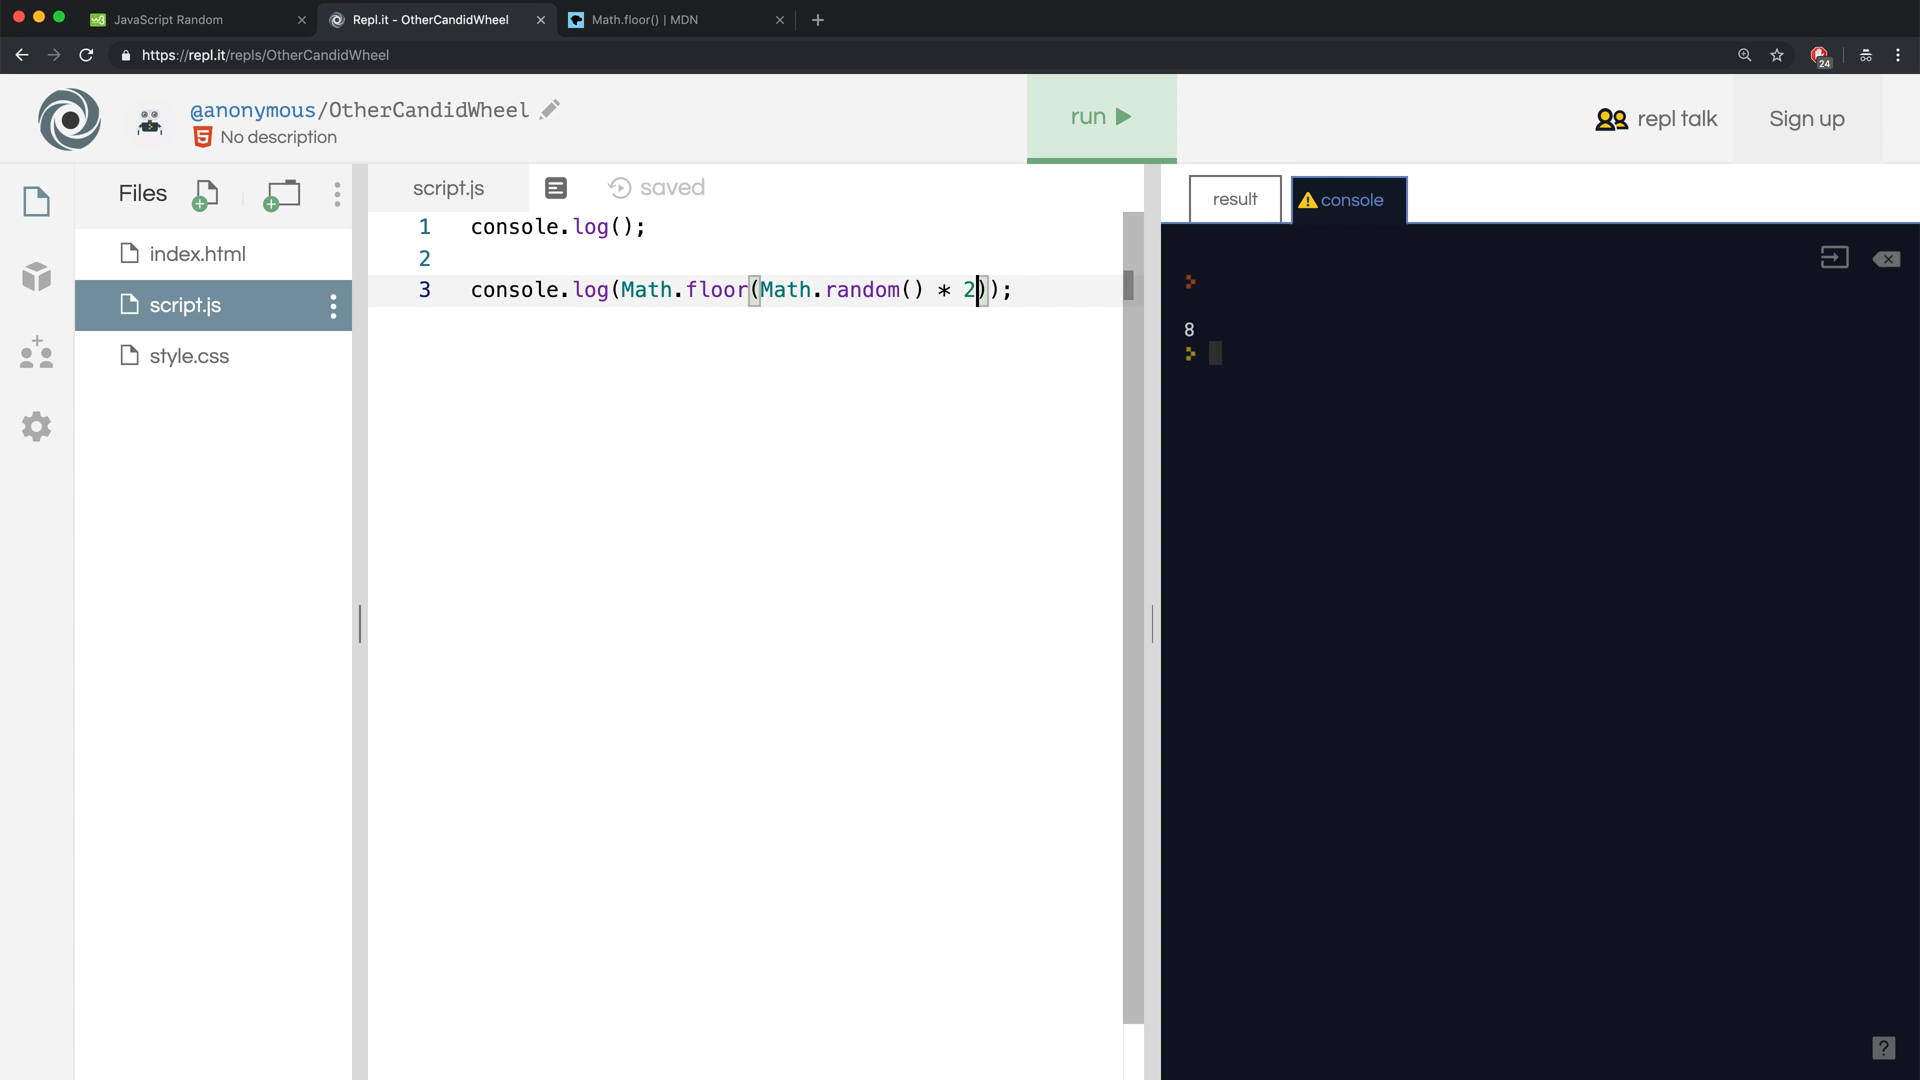 JavaScript Random
Repl.it - OtherCandidWheel
Math.floor() | MDN
https://repl.it/repls/OtherCandidWheel
24
@anonymous/OtherCandidWheel
No description
run
repl talk
Sign up
Files
index.html
script.js
style.css
script.js
saved
1 console.log();
2
3 console.log(Math.floor(Math.random() * 2));
result
console
8
?